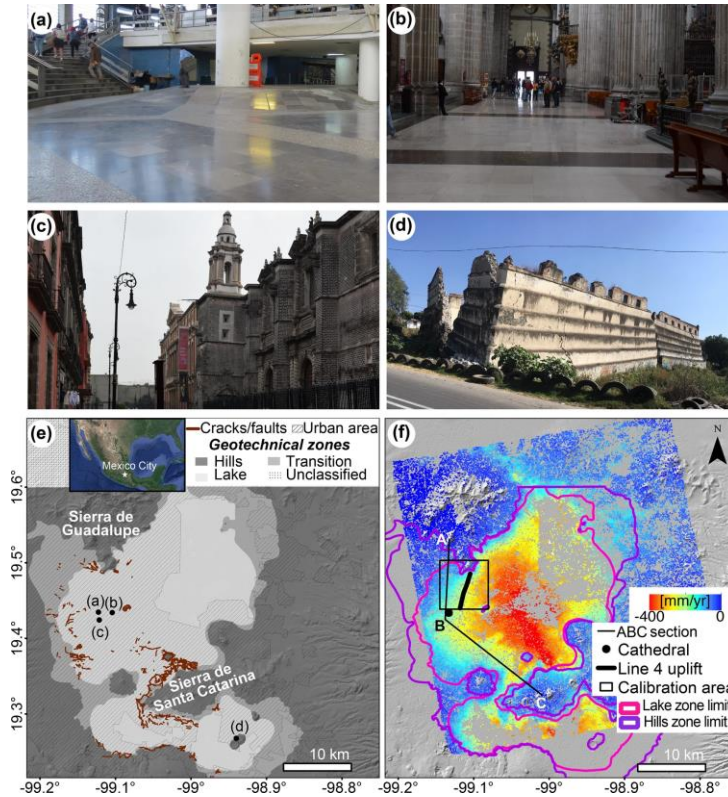 (a)
(b)
(c)
(d)
(e)
Mexico City
Cracks/faults Urban area
Geotechnical zones
Hills Transition
Lake Unclassified
Sierra de
Guadalupe
(a) (b)
(c)
Sierra de
Santa Catarina
(d)
10 km
19.6°
19.5°
19.4°
19.3°
-99.2° -99.1° -99° -98.9° -98.8°
(f)
N
A
B
C
[mm/yr]
-400 0
ABC section
Cathedral
Line 4 uplift
Calibration area
Lake zone limit
Hills zone limit
10 km
-99.2° -99.1° -99° -98.9° -98.8°